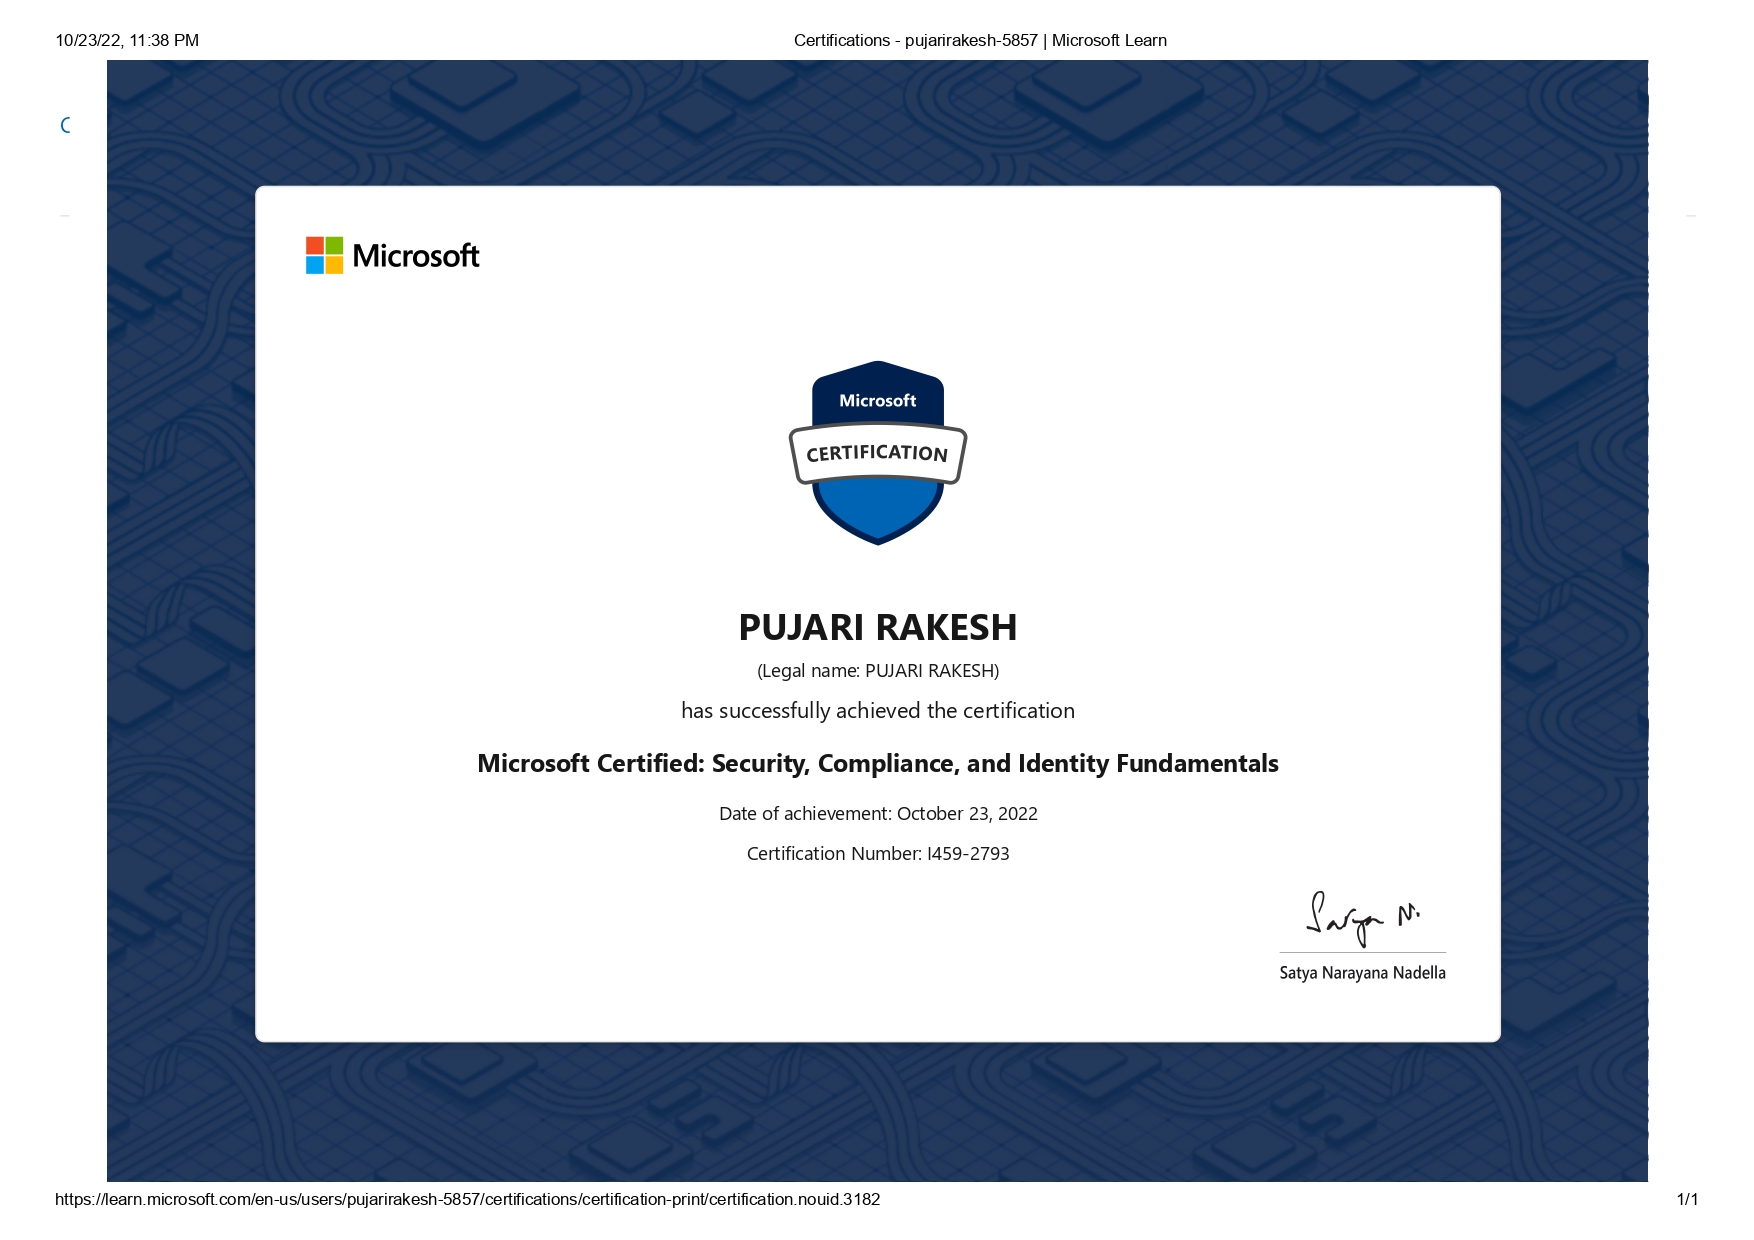 10/23/22, 11:38 PM
Certifications - pujarirakesh-5857 | Microsoft Learn
C
Microsoft
Microsoft
CERTIFICATION
PUJARI RAKESH
(Legal name: PUJARI RAKESH)
has successfully achieved the certification
Microsoft Certified: Security, Compliance, and Identity Fundamentals
Date of achievement: October 23, 2022
Certification Number: I459-2793
Satya N.
Satya Narayana Nadella
https://learn.microsoft.com/en-us/users/pujarirakesh-5857/certifications/certification-print/certification.nouid.3182
1/1